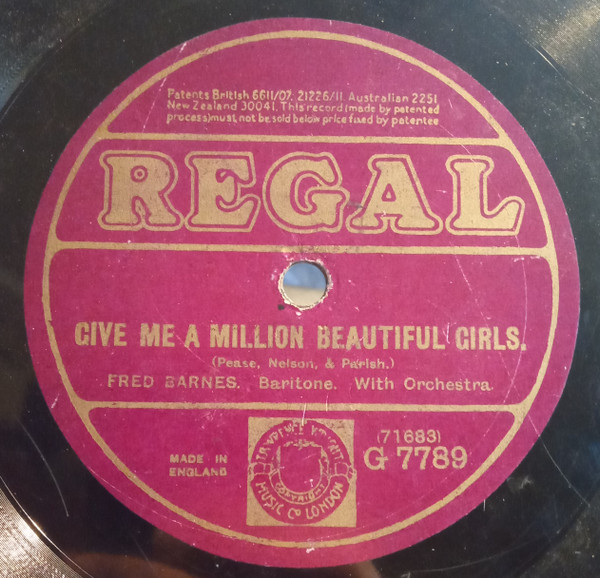 Patents British 6611/07. 21226/11. Australian 2251
New Zealand 30041. This record (made by patented
process) must not be sold below price fixed by patentee
REGAL
GIVE ME A MILLION BEAUTIFUL GIRLS.
(Pease, Nelson, & Parish.)
FRED BARNES. Baritone. With Orchestra.
MADE IN
ENGLAND
LAWRENCE WRIGHT
MUSIC Co LONDON
(71683)
G 7789